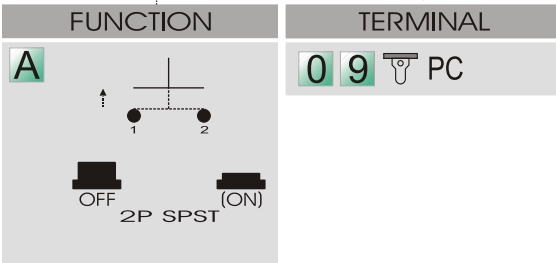 FUNCTION
A
1 2
OFF (ON)
2P SPST
TERMINAL
0 9 PC